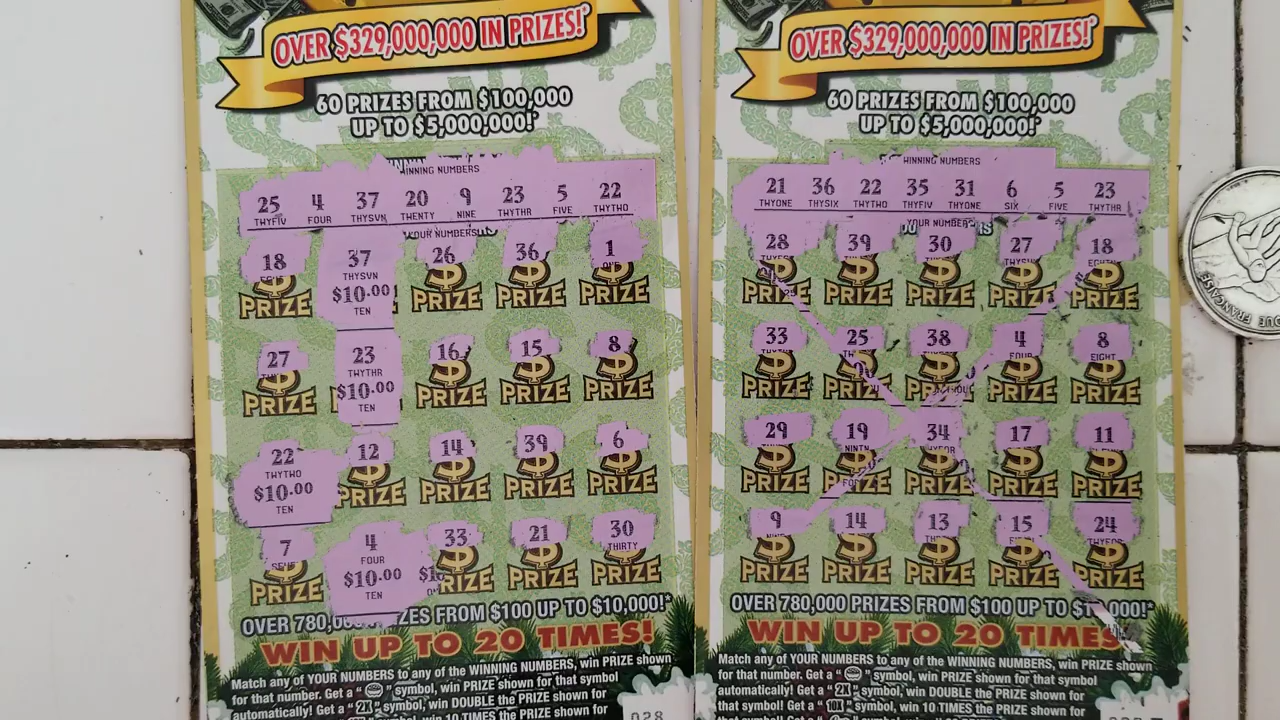 OVER $329,000,000 IN PRIZES!*
60 PRIZES FROM $100,000
UP TO $5,000,000!*
WINNING NUMBERS
25 4 37 20 9 23 5 22
THYFIV FOUR THYSVN TWENTY NINE THYTHR FIVE THYTWO
YOUR NUMBERS
18 37 26 36 1
THYSVN
$10.00
TEN
PRIZE PRIZE PRIZE PRIZE
27 23 16 15 8
THYTHR
$10.00
TEN
PRIZE PRIZE PRIZE PRIZE
22 12 14 39 6
THYTWO
$10.00
TEN
PRIZE PRIZE PRIZE PRIZE
7 4 33 21 30
FOUR THIRTY
$10.00
TEN
PRIZE PRIZE PRIZE PRIZE
OVER 780,000 PRIZES FROM $100 UP TO $10,000!*
WIN UP TO 20 TIMES!
Match any of YOUR NUMBERS to any of the WINNING NUMBERS, win PRIZE shown
for that number. Get a " " symbol, win PRIZE shown for that symbol
automatically! Get a "2X" symbol, win DOUBLE the PRIZE shown for
win 10 TIMES the PRIZE shown for
028
OVER $329,000,000 IN PRIZES!*
60 PRIZES FROM $100,000
UP TO $5,000,000!*
WINNING NUMBERS
21 36 22 35 31 6 5 23
THYONE THYSIX THYTWO THYFIV THYONE SIX FIVE THYTHR
YOUR NUMBERS
28 39 30 27 18
PRIZE PRIZE PRIZE PRIZE PRIZE
33 25 38 4 8
FOUR EIGHT
PRIZE PRIZE PRIZE PRIZE PRIZE
29 19 34 17 11
PRIZE PRIZE PRIZE PRIZE PRIZE
9 14 13 15 24
PRIZE PRIZE PRIZE PRIZE PRIZE
OVER 780,000 PRIZES FROM $100 UP TO $10,000!*
WIN UP TO 20 TIMES
Match any of YOUR NUMBERS to any of the WINNING NUMBERS, win PRIZE shown
for that number. Get a " " symbol, win PRIZE shown for that symbol
automatically! Get a "2X" symbol, win DOUBLE the PRIZE shown for
that symbol! Get a "10X" symbol, win 10 TIMES the PRIZE shown for